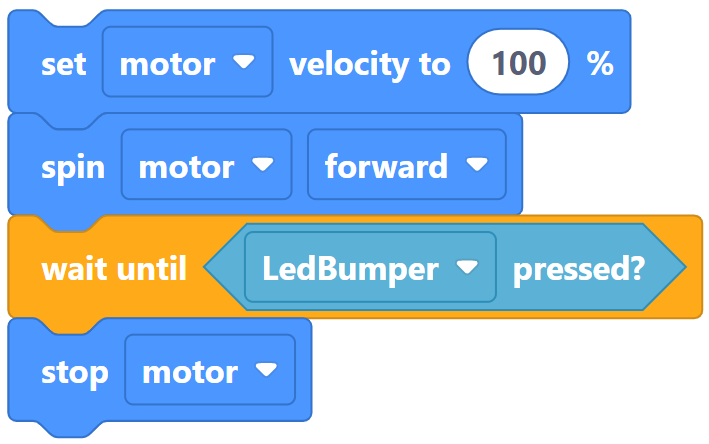 set motor velocity to 100 %
spin motor forward
wait until LedBumper pressed?
stop motor